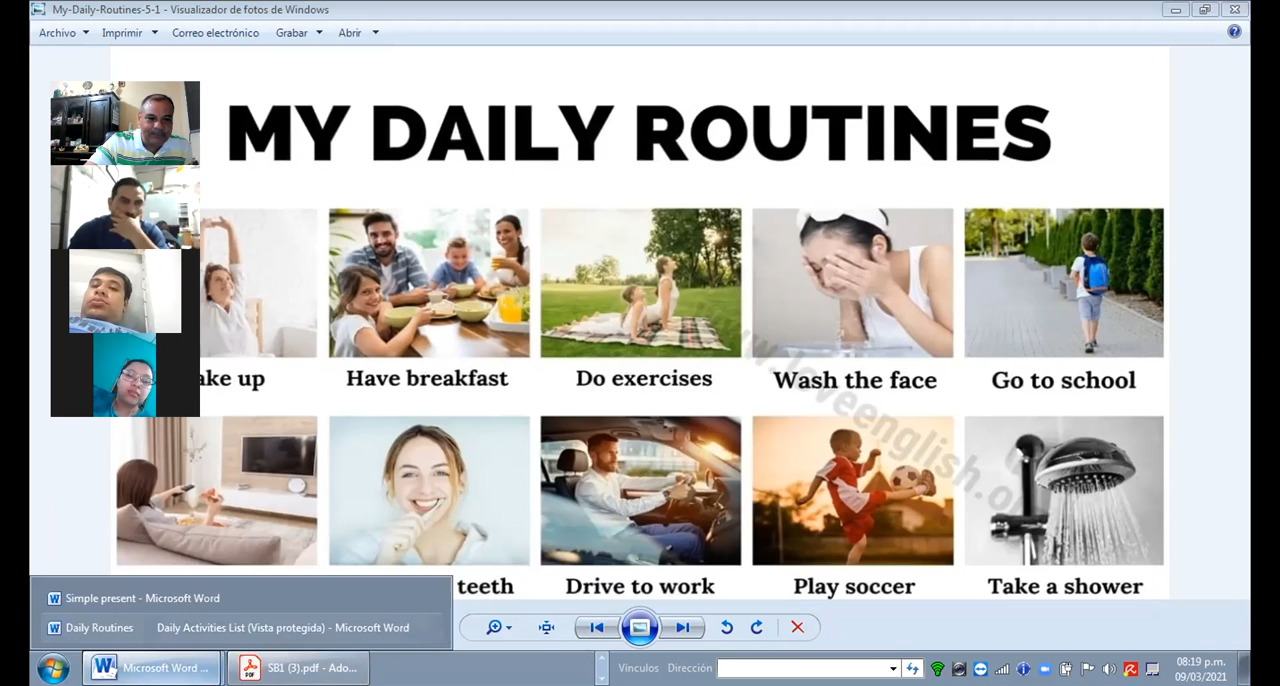 My-Daily-Routines-5-1 - Visualizador de fotos de Windows
Archivo Imprimir Correo electrónico Grabar Abrir
MY DAILY ROUTINES
ake up Have breakfast Do exercises Wash the face Go to school
teeth Drive to work Play soccer Take a shower
www.loveenglish.o
Simple present - Microsoft Word
Daily Routines Daily Activities List (Vista protegida) - Microsoft Word
Microsoft Word ... SB1 (3).pdf - Ado... Vínculos Dirección 08:19 p.m.
09/03/2021